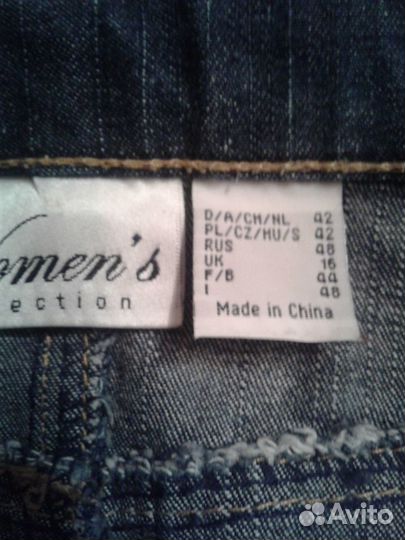 omen's
ection
D/A/CH/NL 42
PL/CZ/HU/S 42
RUS 48
UK 16
F/B 44
I 48
Made in China
Avito